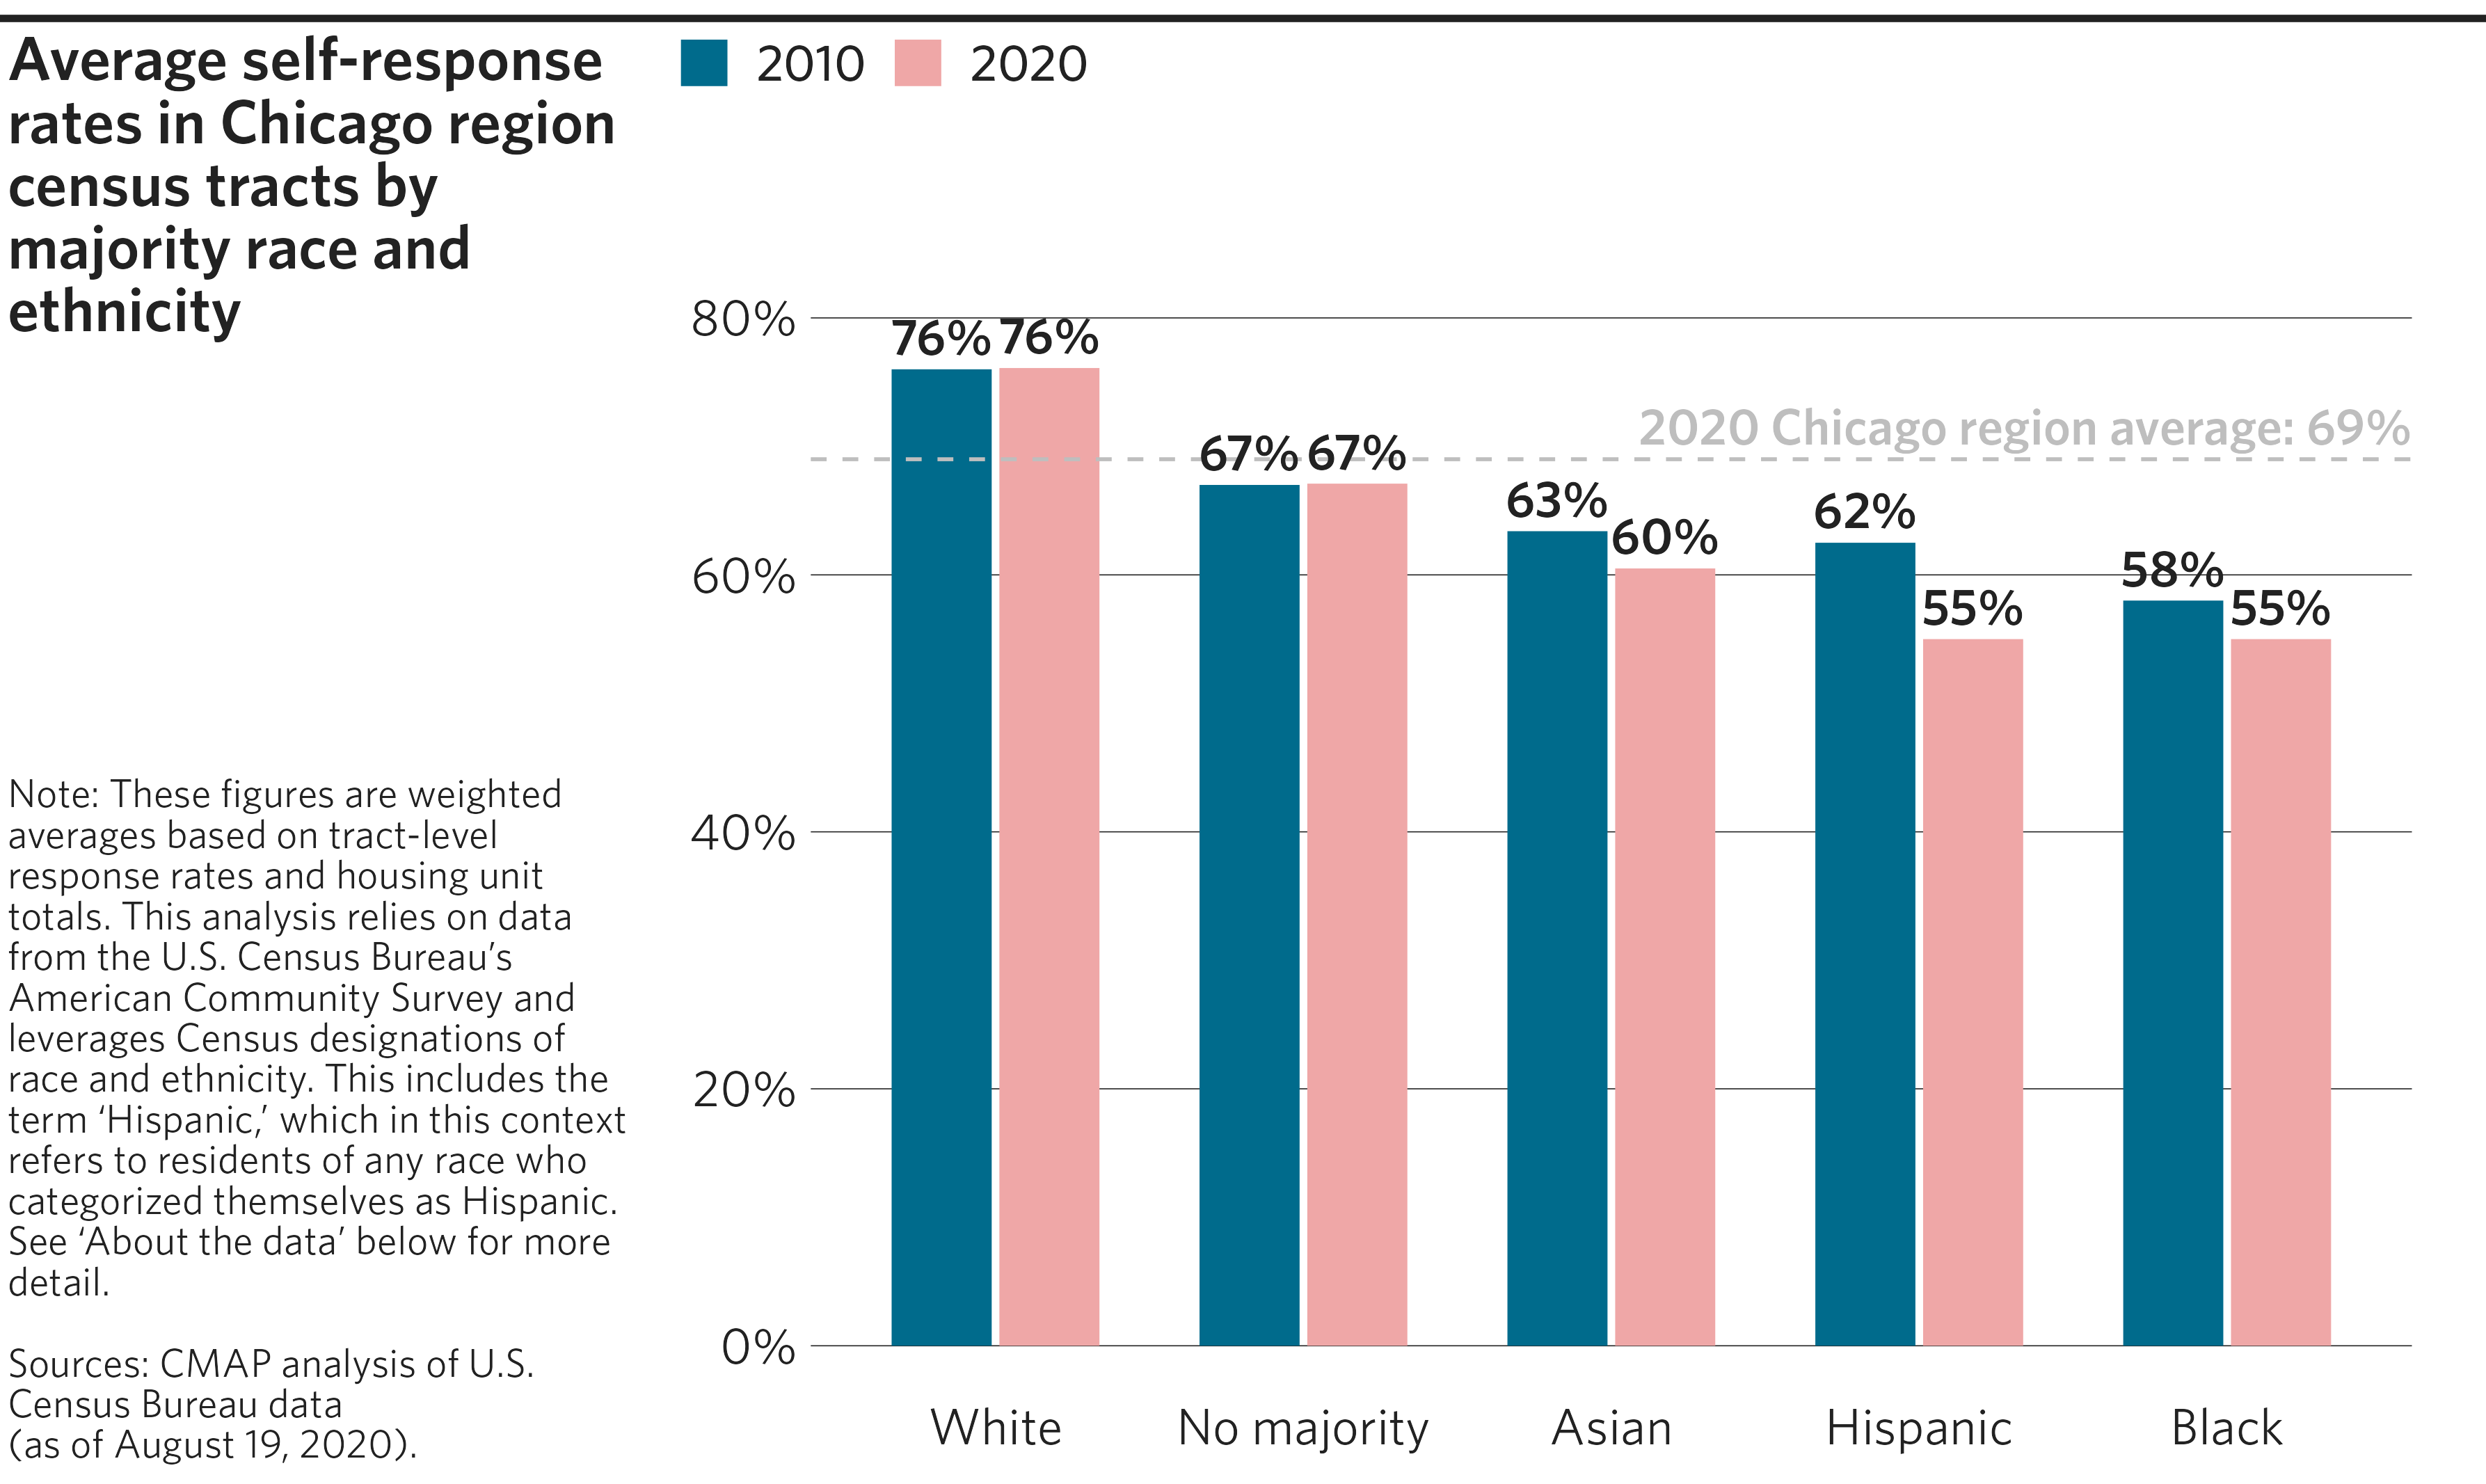 Average self-response
rates in Chicago region
census tracts by
majority race and
ethnicity
2010 2020
80%
60%
40%
20%
0%
76% 76%
67% 67%
63%
60%
62%
55%
58%
55%
2020 Chicago region average: 69%
White No majority Asian Hispanic Black
Note: These figures are weighted
averages based on tract-level
response rates and housing unit
totals. This analysis relies on data
from the U.S. Census Bureau’s
American Community Survey and
leverages Census designations of
race and ethnicity. This includes the
term ‘Hispanic,’ which in this context
refers to residents of any race who
categorized themselves as Hispanic.
See ‘About the data’ below for more
detail.
Sources: CMAP analysis of U.S.
Census Bureau data
(as of August 19, 2020).